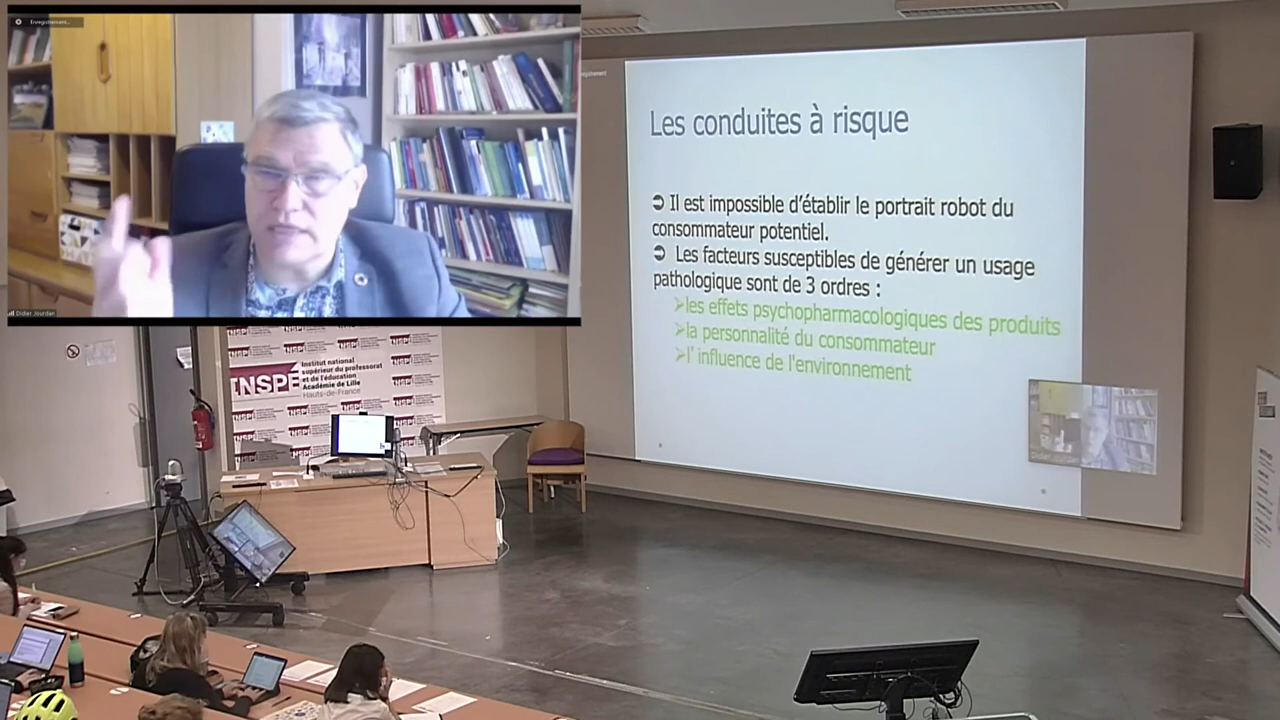 Enregistrement...
Didier Jourdan
Les conduites à risque
➲ Il est impossible d'établir le portrait robot du
consommateur potentiel.
➲ Les facteurs susceptibles de générer un usage
pathologique sont de 3 ordres :
➢les effets psychopharmacologiques des produits
➢la personnalité du consommateur
➢l' influence de l'environnement
INSPÉ
Institut national
supérieur du professorat
et de l'éducation
Académie de Lille
Hauts-de-France